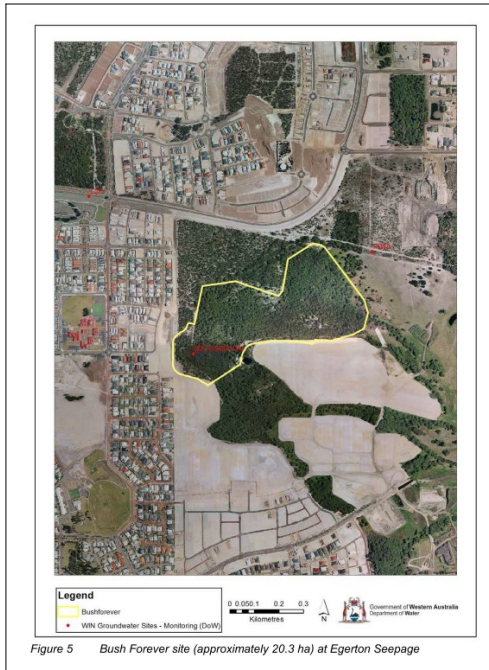 Legend
Bushforever
WIN Groundwater Sites - Monitoring (DoW)
0 0.050.1 0.2 0.3
Kilometres
N
Government of Western Australia
Department of Water
Figure 5 Bush Forever site (approximately 20.3 ha) at Egerton Seepage